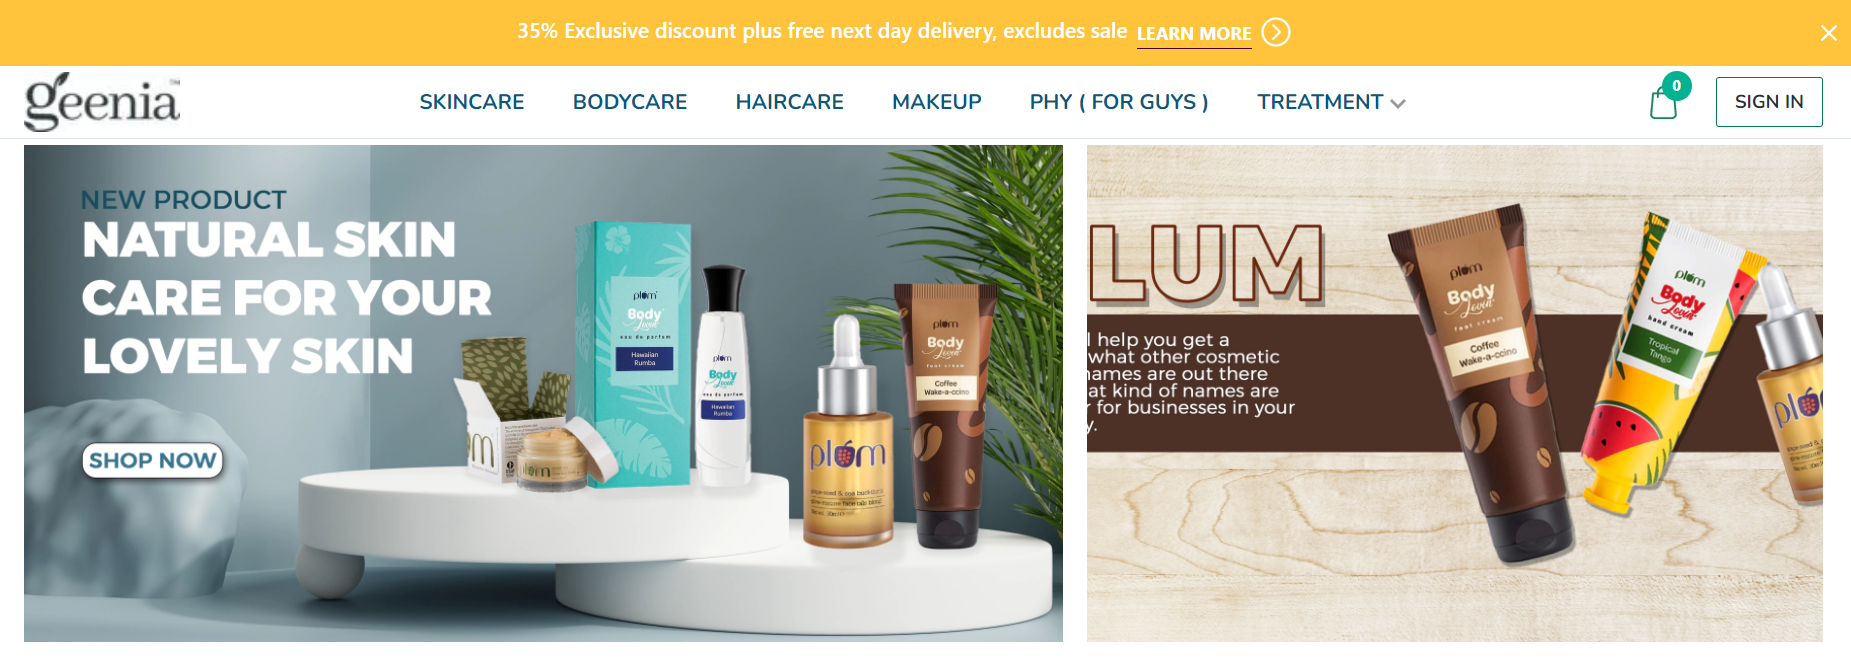 35% Exclusive discount plus free next day delivery, excludes sale LEARN MORE
geenia
SKINCARE BODYCARE HAIRCARE MAKEUP PHY ( FOR GUYS ) TREATMENT
0
SIGN IN
NEW PRODUCT
NATURAL SKIN
CARE FOR YOUR
LOVELY SKIN
SHOP NOW
plum
plum
Body
Lovin'
eau de parfum
Hawaiian
Rumba
plum
Body
Lovin'
eau de parfum
Hawaiian
Rumba
plum
plum
Body
Lovin'
foot cream
Coffee
Wake-a-ccino
LUM
l help you get a
what other cosmetic
names are out there
at kind of names are
r for businesses in your
y.
plum
Body
Lovin'
foot cream
Coffee
Wake-a-ccino
plum
Body
Lovin'
hand cream
Tropical
Tango